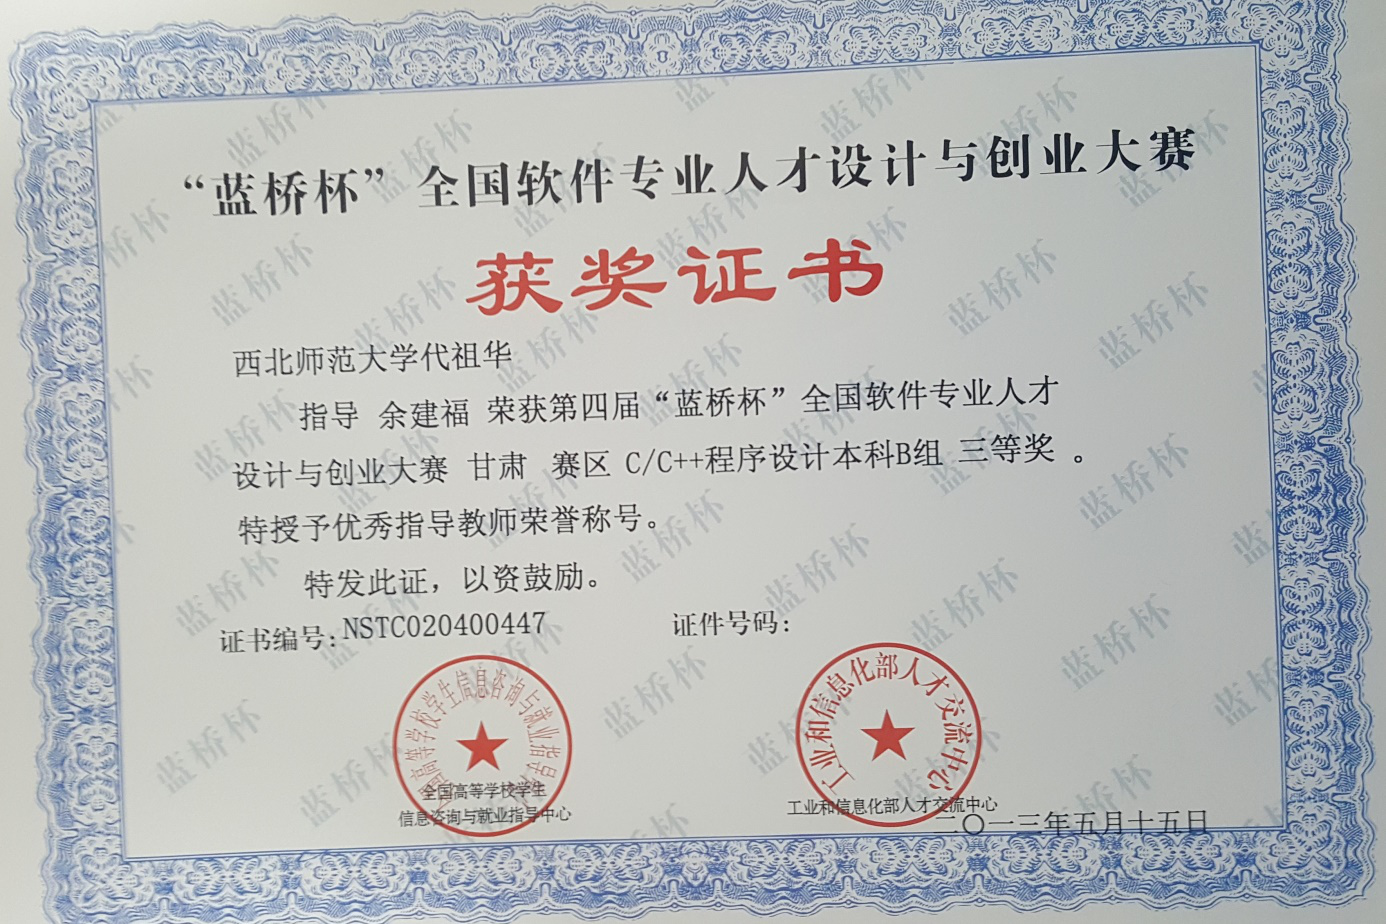 “蓝桥杯”全国软件专业人才设计与创业大赛
获奖证书
西北师范大学代祖华
指导 余建福 荣获第四届“蓝桥杯”全国软件专业人才
设计与创业大赛 甘肃 赛区 C/C++程序设计本科B组 三等奖 。
特授予优秀指导教师荣誉称号。
特发此证，以资鼓励。
证书编号:NSTC020400447 证件号码:
全国高等学校学生信息咨询与就业指导中心
工业和信息化部人才交流中心
全国高等学校学生
信息咨询与就业指导中心
工业和信息化部人才交流中心
二〇一三年五月十五日
蓝桥杯